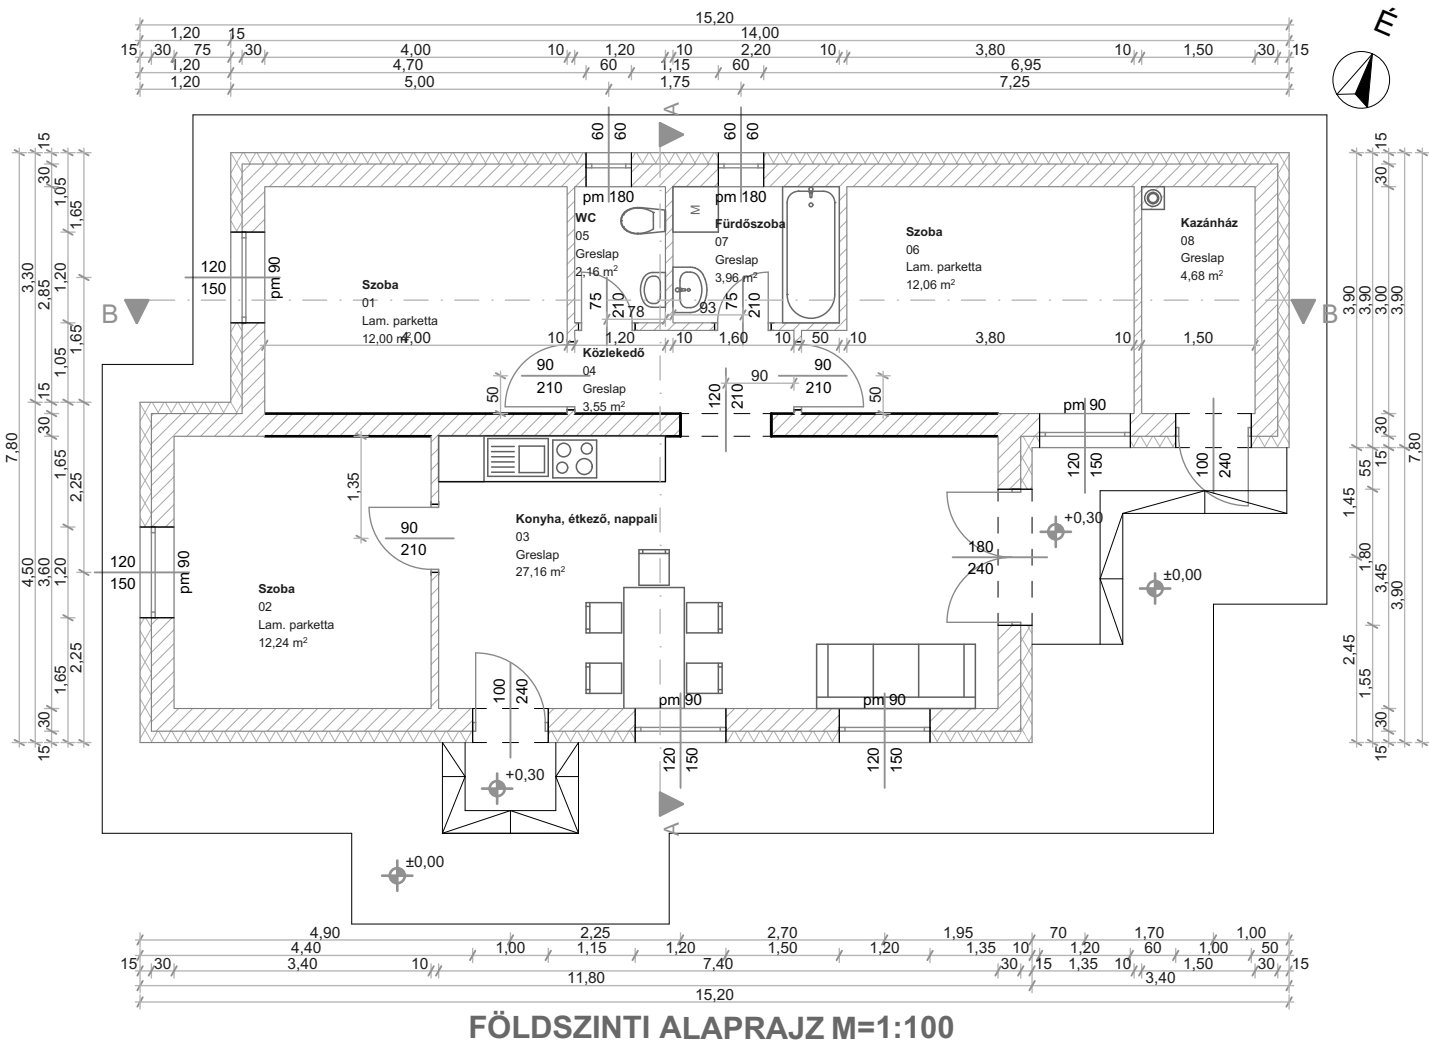 15,20
1,20 15 14,00
15 30 75 30 4,00 10 1,20 10 2,20 10 3,80 10 1,50 30 15
1,20 4,70 60 1,15 60 6,95
1,20 5,00 1,75 7,25
É
A
60 60
60 60
pm 180
pm 180
M
WC
05
Greslap
2,16 m²
Fürdőszoba
07
Greslap
3,96 m²
Szoba
06
Lam. parketta
12,06 m²
Kazánház
08
Greslap
4,68 m²
Szoba
01
Lam. parketta
12,00 m²
120
150
pm 90
B
B
75
210
78
93
75
210
4,00 10 1,20 10 1,60 10 50 10 3,80 10 1,50
Közlekedő
04
Greslap
3,55 m²
90
210
50
120
210
90
90
210
50
pm 90
120
150
100
240
7,80
4,50 3,30
15 30 2,85 15 30 3,60 30 15
1,05 1,20 1,05 1,65 1,20 1,65
1,65 1,65 2,25 2,25
15 30 3,00 30 15 30 15
3,90 3,90 3,90
55 1,45 1,80 3,45 3,90 2,45 1,55
7,80
1,35
90
210
Konyha, étkező, nappali
03
Greslap
27,16 m²
180
240
+0,30
±0,00
120
150
pm 90
Szoba
02
Lam. parketta
12,24 m²
100
240
pm 90
pm 90
120
150
120
150
+0,30
A
±0,00
4,90 2,25 2,70 1,95 70 1,70 1,00
4,40 1,00 1,15 1,20 1,50 1,20 1,35 10 1,20 60 1,00 50
15 30 3,40 10 7,40 30 15 1,35 10 1,50 30 15
11,80 3,40
15,20
FÖLDSZINTI ALAPRAJZ M=1:100